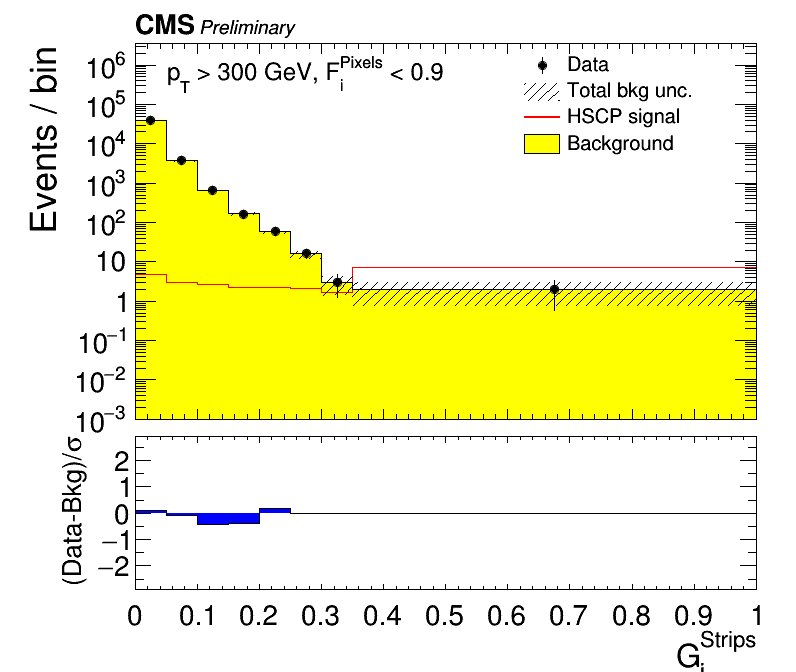 CMS Preliminary
p_T > 300 GeV, F_i^Pixels < 0.9
Data
Total bkg unc.
HSCP signal
Background
Events / bin
10^6
10^5
10^4
10^3
10^2
10
1
10^−1
10^−2
10^−3
(Data-Bkg)/σ
2
1
0
−1
−2
0 0.1 0.2 0.3 0.4 0.5 0.6 0.7 0.8 0.9 1
G_i^Strips